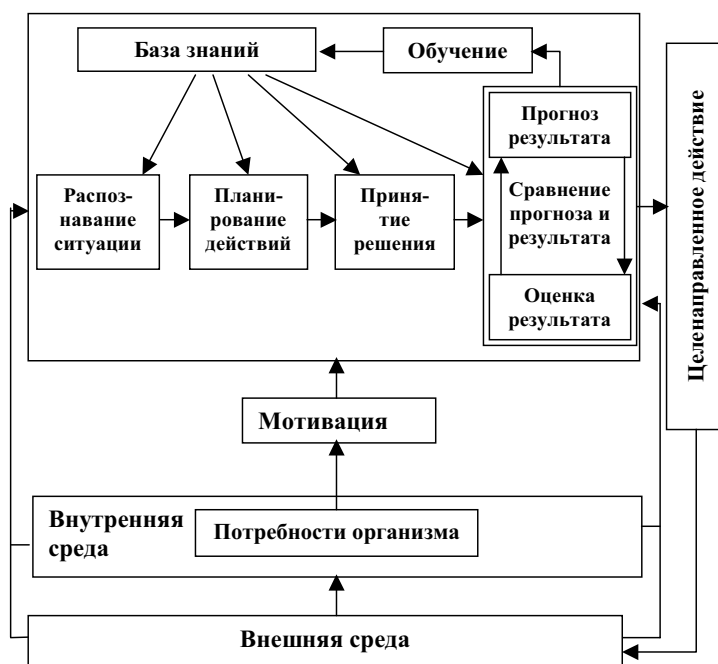 База знаний
Обучение
Прогноз
результата
Сравнение
прогноза и
результата
Оценка
результата
Распоз-
навание
ситуации
Плани-
рование
действий
Приня-
тие
решения
Целенаправленное действие
Мотивация
Внутренняя
среда
Потребности организма
Внешняя среда